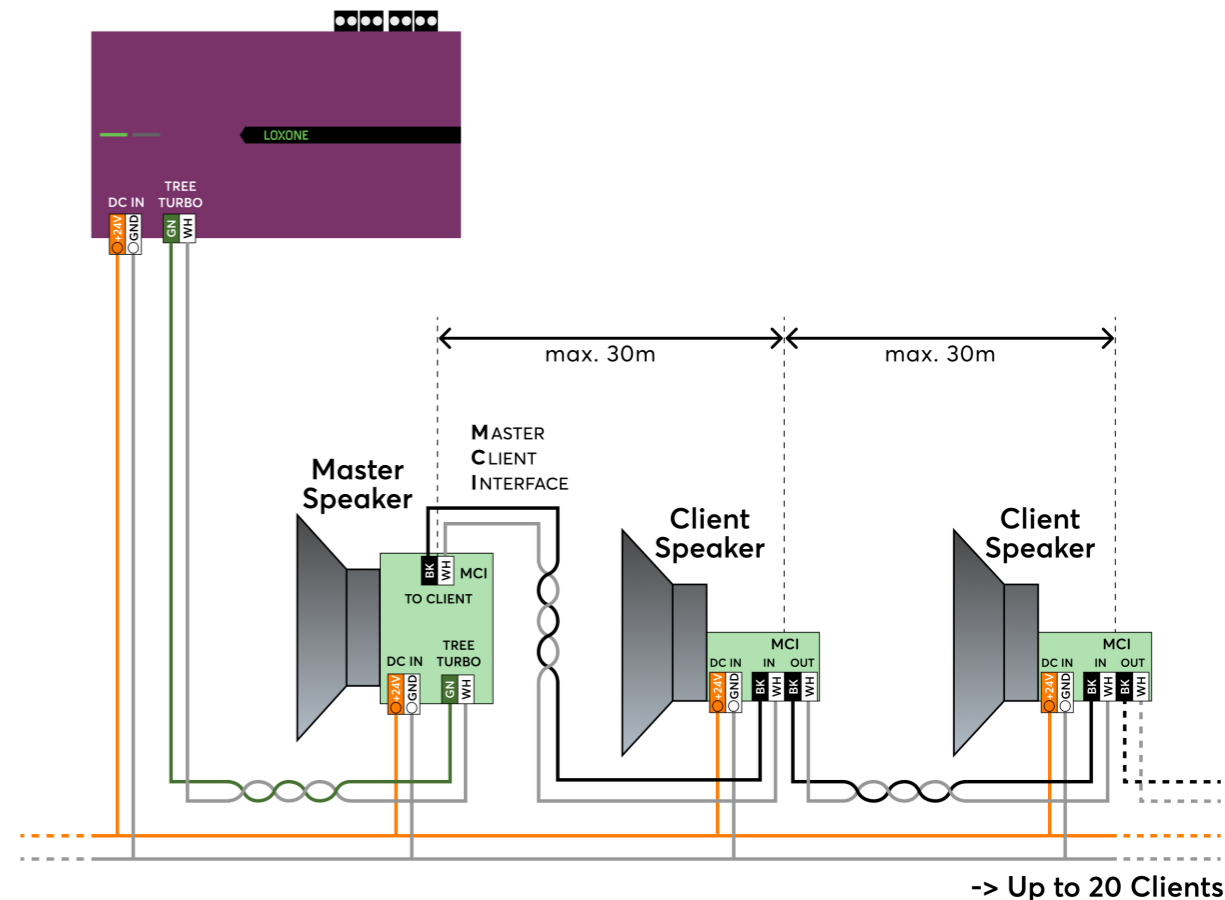 LOXONE
TREE
DC IN TURBO
+24V GND GN WH
max. 30m max. 30m
MASTER
CLIENT
INTERFACE
Master
Speaker
BK WH MCI
TO CLIENT
TREE
DC IN TURBO
+24V GND GN WH
Client
Speaker
MCI
DC IN IN OUT
+24V GND BK WH BK WH
Client
Speaker
MCI
DC IN IN OUT
+24V GND BK WH BK WH
-> Up to 20 Clients